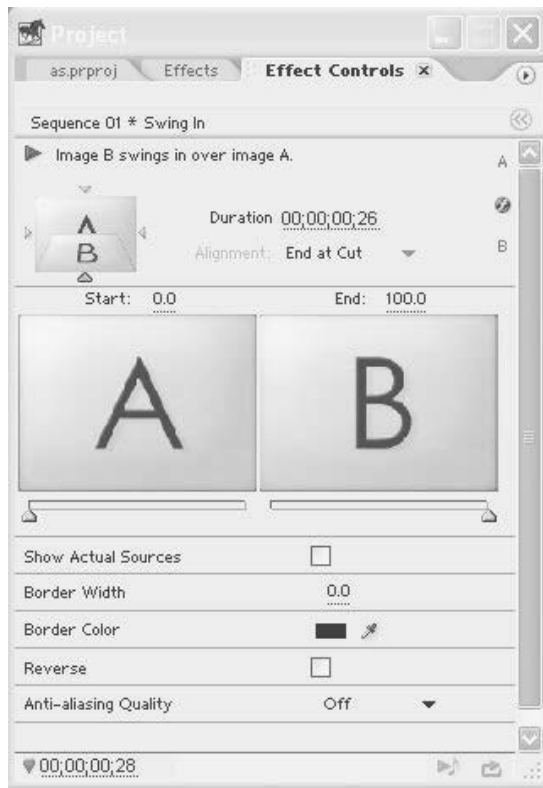 Project
as.prproj Effects Effect Controls x
Sequence 01 * Swing In
Image B swings in over image A.
A
A
B
Duration 00;00;00;26
Alignment: End at Cut
B
Start: 0.0 End: 100.0
A B
Show Actual Sources
Border Width 0.0
Border Color
Reverse
Anti-aliasing Quality Off
00;00;00;28